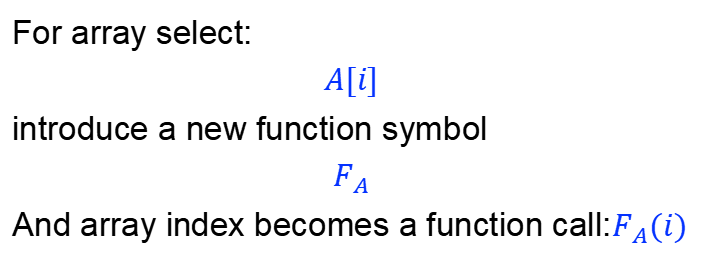 For array select:
A[i]
introduce a new function symbol
F_A
And array index becomes a function call:F_A(i)